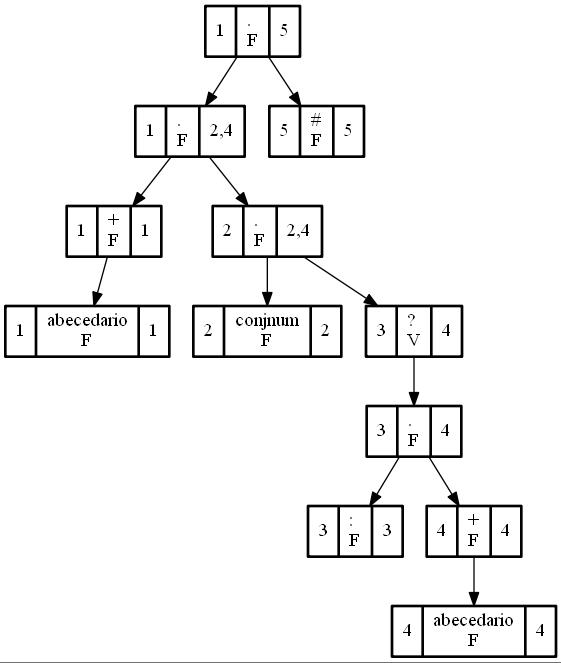 1 . F 5
1 . F 2,4
5 # F 5
1 + F 1
2 . F 2,4
1 abecedario F 1
2 conjnum F 2
3 ? V 4
3 . F 4
3 : F 3
4 + F 4
4 abecedario F 4